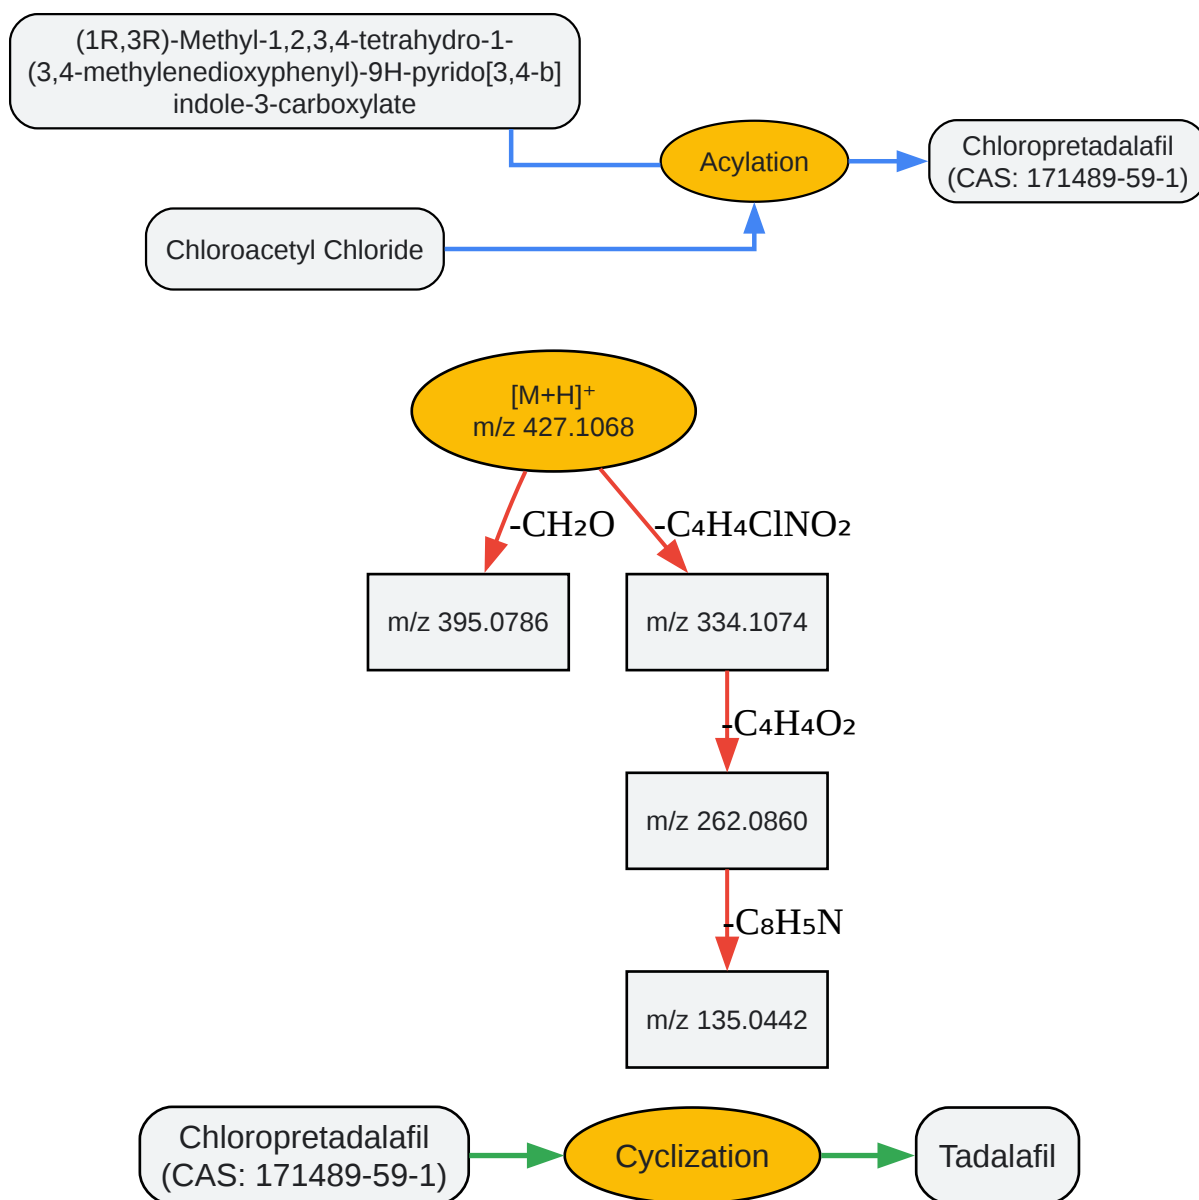 (1R,3R)-Methyl-1,2,3,4-tetrahydro-1-
(3,4-methylenedioxyphenyl)-9H-pyrido[3,4-b]
indole-3-carboxylate
Acylation
Chloropretadalafil
(CAS: 171489-59-1)
Chloroacetyl Chloride
[M+H]⁺
m/z 427.1068
-CH₂O
-C₄H₄ClNO₂
m/z 395.0786
m/z 334.1074
-C₄H₄O₂
m/z 262.0860
-C₈H₅N
m/z 135.0442
Chloropretadalafil
(CAS: 171489-59-1)
Cyclization
Tadalafil